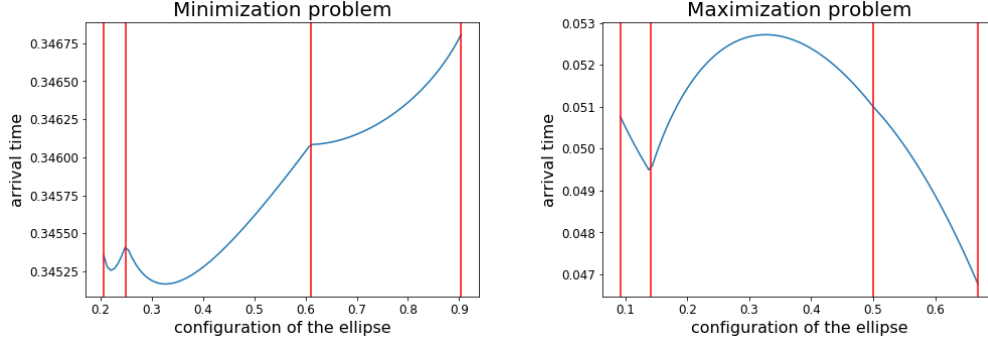 Minimization problem
0.34675
0.34650
0.34625
0.34600
0.34575
0.34550
0.34525
arrival time
0.2 0.3 0.4 0.5 0.6 0.7 0.8 0.9
configuration of the ellipse
Maximization problem
0.053
0.052
0.051
0.050
0.049
0.048
0.047
arrival time
0.1 0.2 0.3 0.4 0.5 0.6
configuration of the ellipse